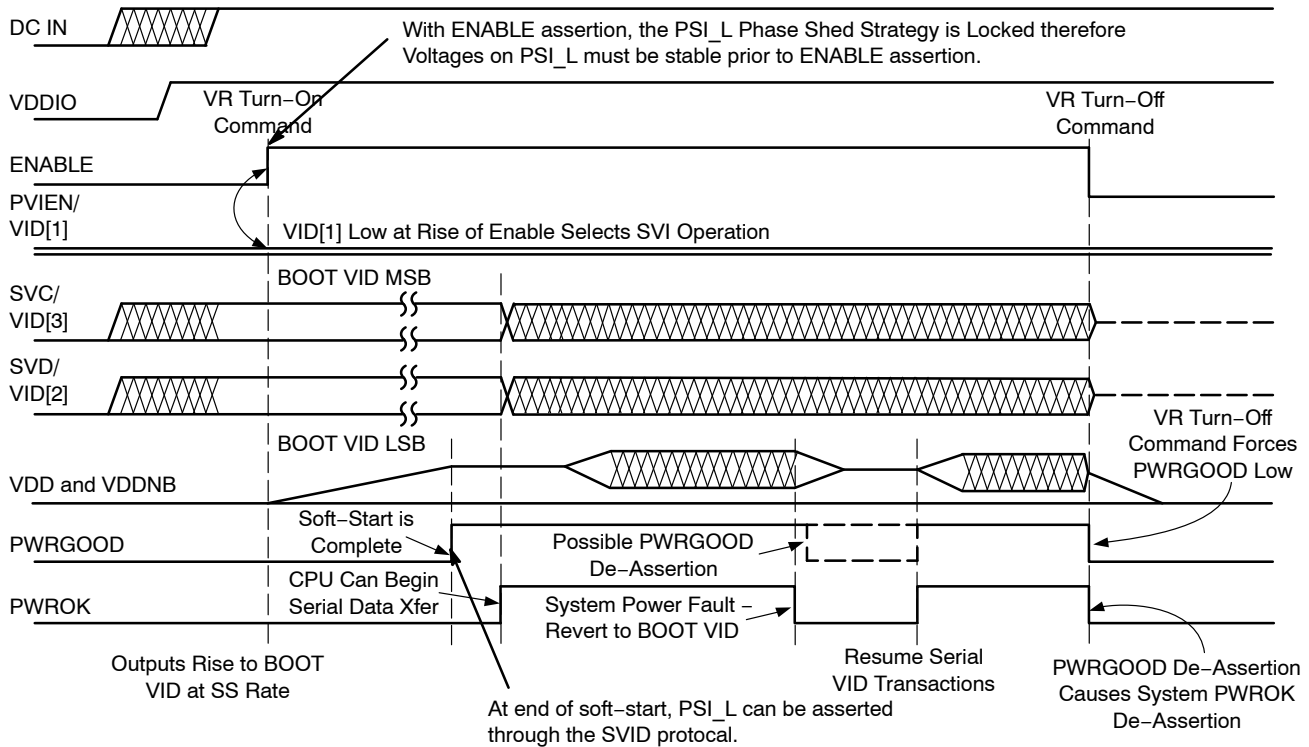 DC IN
With ENABLE assertion, the PSI_L Phase Shed Strategy is Locked therefore
Voltages on PSI_L must be stable prior to ENABLE assertion.
VDDIO
VR Turn−On
Command
VR Turn−Off
Command
ENABLE
PVIEN/
VID[1]
VID[1] Low at Rise of Enable Selects SVI Operation
BOOT VID MSB
SVC/
VID[3]
SVD/
VID[2]
BOOT VID LSB
VR Turn−Off
Command Forces
PWRGOOD Low
VDD and VDDNB
Soft−Start is
Complete
PWRGOOD
Possible PWRGOOD
De−Assertion
CPU Can Begin
Serial Data Xfer
PWROK
System Power Fault −
Revert to BOOT VID
Outputs Rise to BOOT
VID at SS Rate
Resume Serial
VID Transactions
PWRGOOD De−Assertion
Causes System PWROK
De−Assertion
At end of soft−start, PSI_L can be asserted
through the SVID protocal.